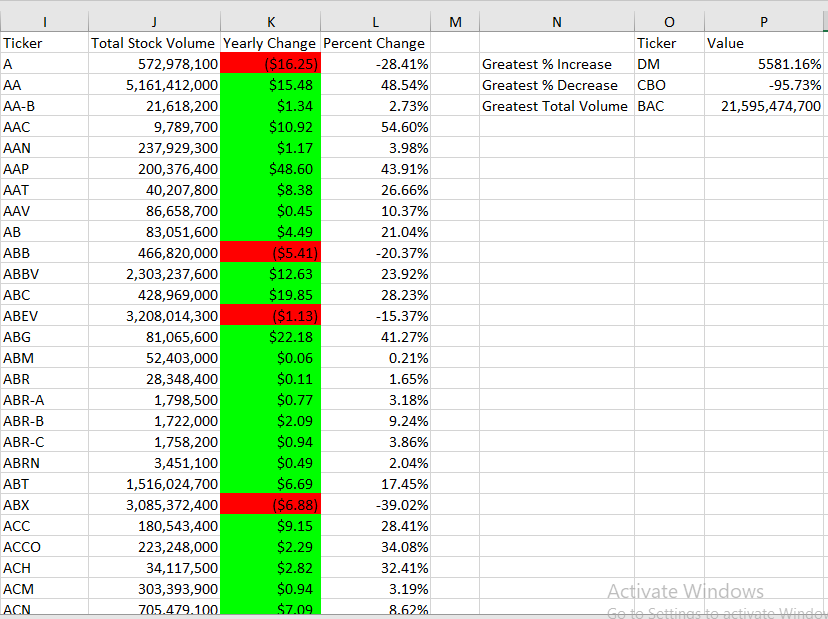 I J K L M N O P
Ticker Total Stock Volume Yearly Change Percent Change Ticker Value
A 572,978,100 ($16.25) -28.41% Greatest % Increase DM 5581.16%
AA 5,161,412,000 $15.48 48.54% Greatest % Decrease CBO -95.73%
AA-B 21,618,200 $1.34 2.73% Greatest Total Volume BAC 21,595,474,700
AAC 9,789,700 $10.92 54.60%
AAN 237,929,300 $1.17 3.98%
AAP 200,376,400 $48.60 43.91%
AAT 40,207,800 $8.38 26.66%
AAV 86,658,700 $0.45 10.37%
AB 83,051,600 $4.49 21.04%
ABB 466,820,000 ($5.41) -20.37%
ABBV 2,303,237,600 $12.63 23.92%
ABC 428,969,000 $19.85 28.23%
ABEV 3,208,014,300 ($1.13) -15.37%
ABG 81,065,600 $22.18 41.27%
ABM 52,403,000 $0.06 0.21%
ABR 28,348,400 $0.11 1.65%
ABR-A 1,798,500 $0.77 3.18%
ABR-B 1,722,000 $2.09 9.24%
ABR-C 1,758,200 $0.94 3.86%
ABRN 3,451,100 $0.49 2.04%
ABT 1,516,024,700 $6.69 17.45%
ABX 3,085,372,400 ($6.88) -39.02%
ACC 180,543,400 $9.15 28.41%
ACCO 223,248,000 $2.29 34.08%
ACH 34,117,500 $2.82 32.41%
ACM 303,393,900 $0.94 3.19%
ACN 705,479,100 $7.09 8.62%
Activate Windows
Go to Settings to activate Window